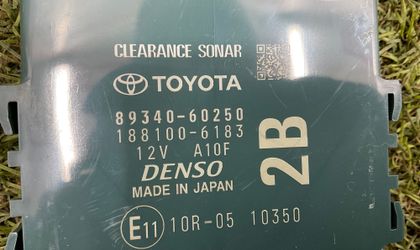 CLEARANCE SONAR
TOYOTA
89340-60250
188100-6183
12V A10F
DENSO
MADE IN JAPAN
2B
E11 10R-05 10350